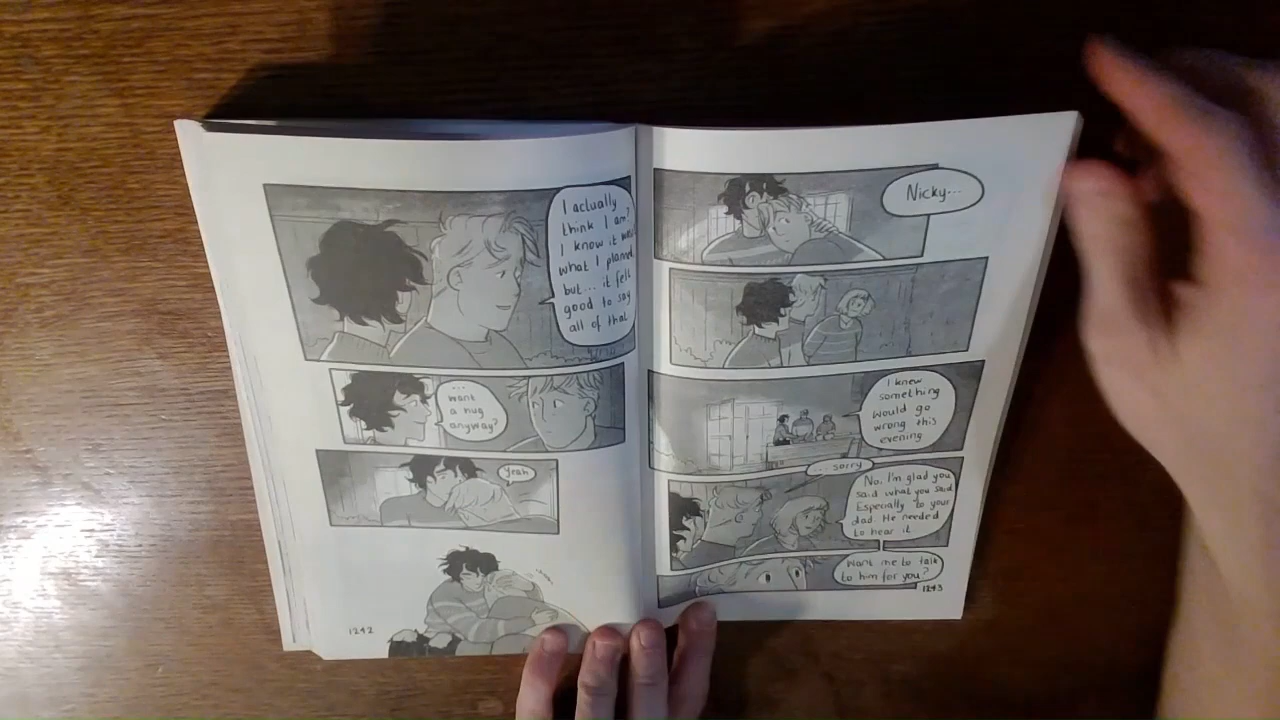 I actually
think I am?
I know it was
what I planned
but... it felt
good to say
all of that
...
want
a hug
anyway?
Yeah
1242
Nicky...
I knew
something
would go
wrong this
evening
...sorry
No, I'm glad you
said what you said
Especially to your
dad. He needed
to hear it
Want me to talk
to him for you?
1243